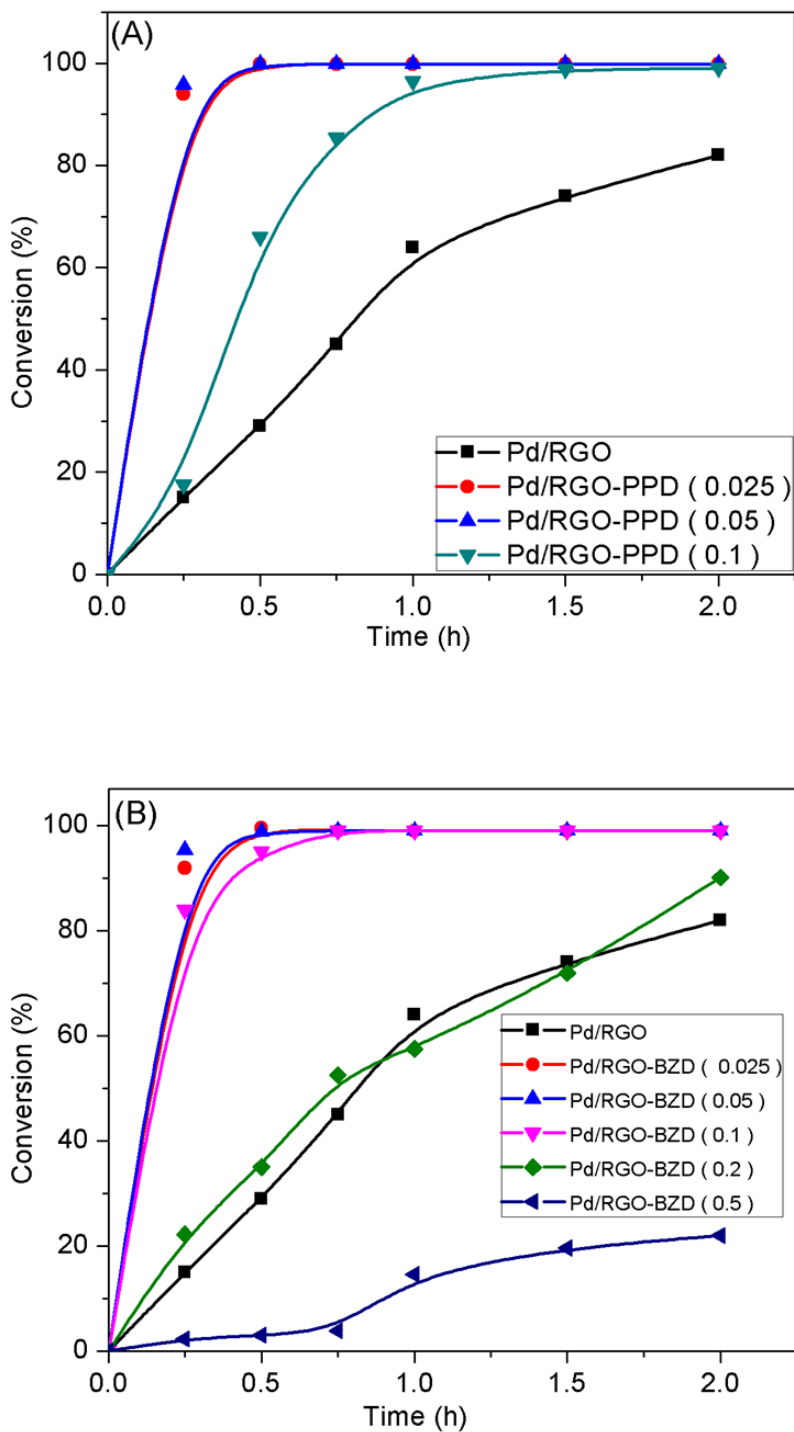 (A)
100
80
60
40
20
0
Conversion (%)
Pd/RGO
Pd/RGO-PPD ( 0.025 )
Pd/RGO-PPD ( 0.05 )
Pd/RGO-PPD ( 0.1 )
0.0 0.5 1.0 1.5 2.0
Time (h)
(B)
100
80
60
40
20
0
Conversion (%)
Pd/RGO
Pd/RGO-BZD ( 0.025 )
Pd/RGO-BZD ( 0.05 )
Pd/RGO-BZD ( 0.1 )
Pd/RGO-BZD ( 0.2 )
Pd/RGO-BZD ( 0.5 )
0.0 0.5 1.0 1.5 2.0
Time (h)